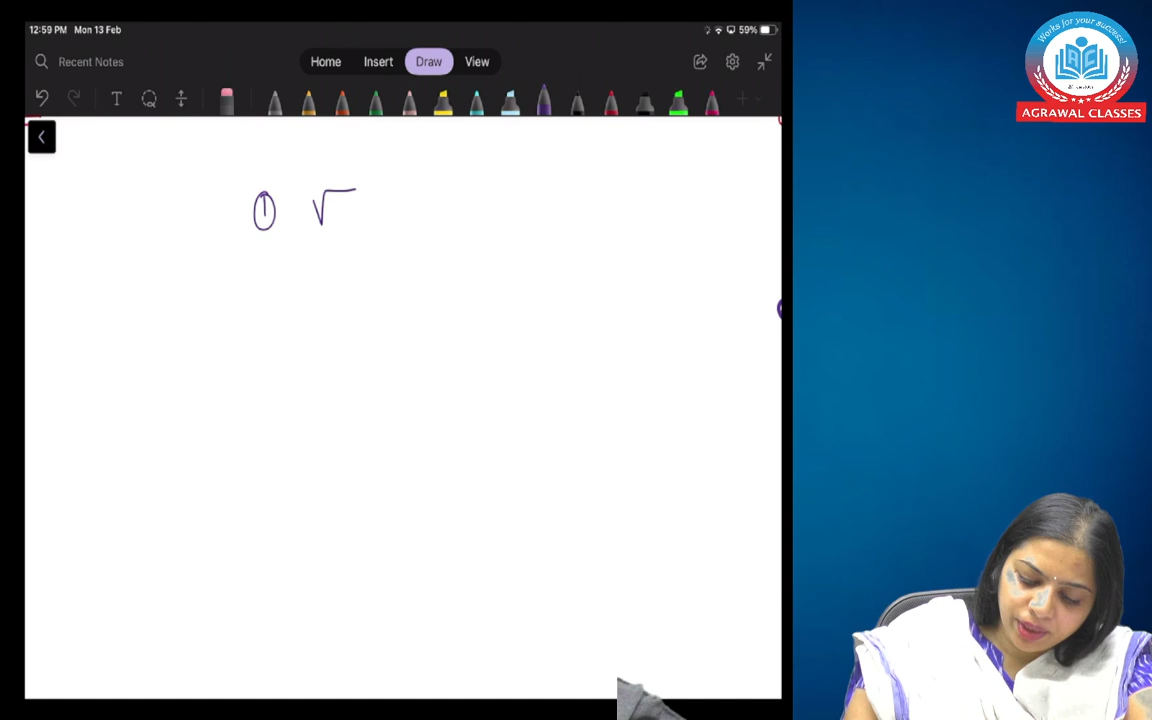 12:59 PM Mon 13 Feb 59%
Works for your success!
Recent Notes Home Insert Draw View
AGRAWAL CLASSES
T
① √